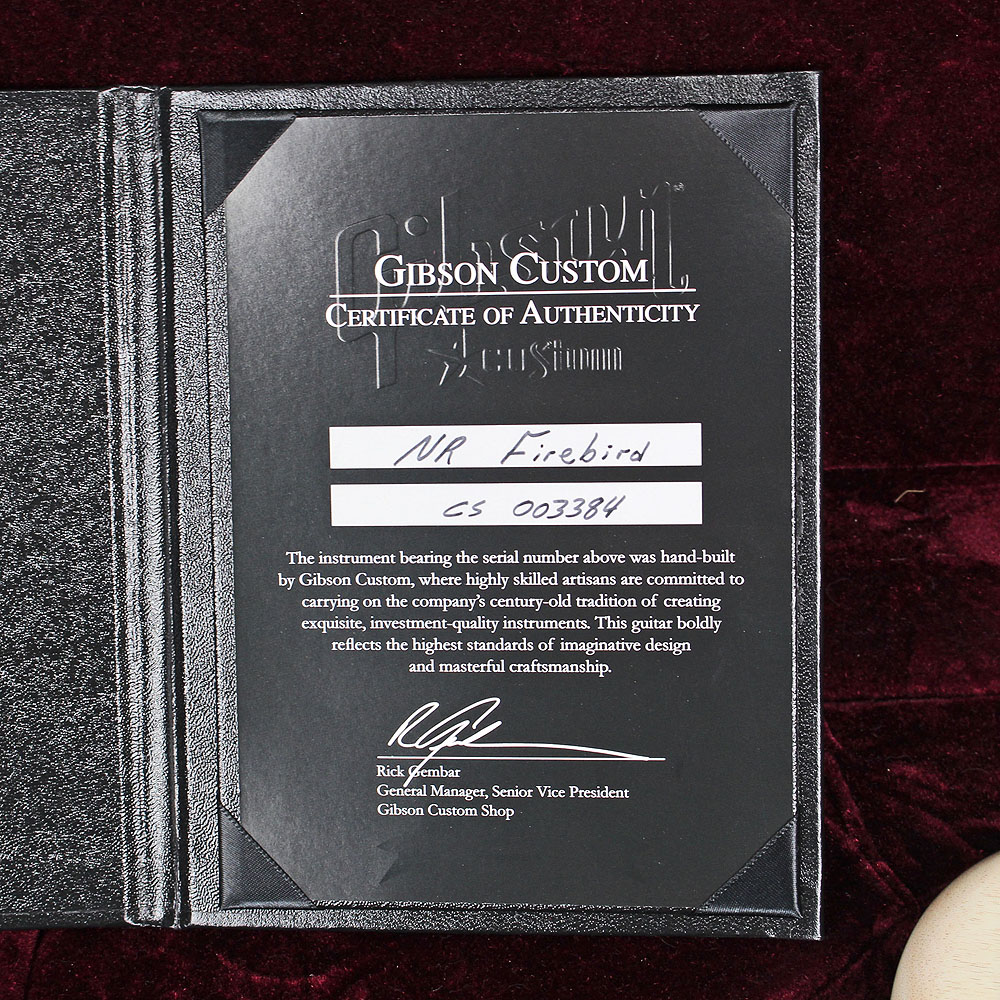 Gibson
GIBSON CUSTOM
CERTIFICATE OF AUTHENTICITY
custom
NR Firebird
CS 003384
The instrument bearing the serial number above was hand-built
by Gibson Custom, where highly skilled artisans are committed to
carrying on the company's century-old tradition of creating
exquisite, investment-quality instruments. This guitar boldly
reflects the highest standards of imaginative design
and masterful craftsmanship.
Rick Gembar
General Manager, Senior Vice President
Gibson Custom Shop